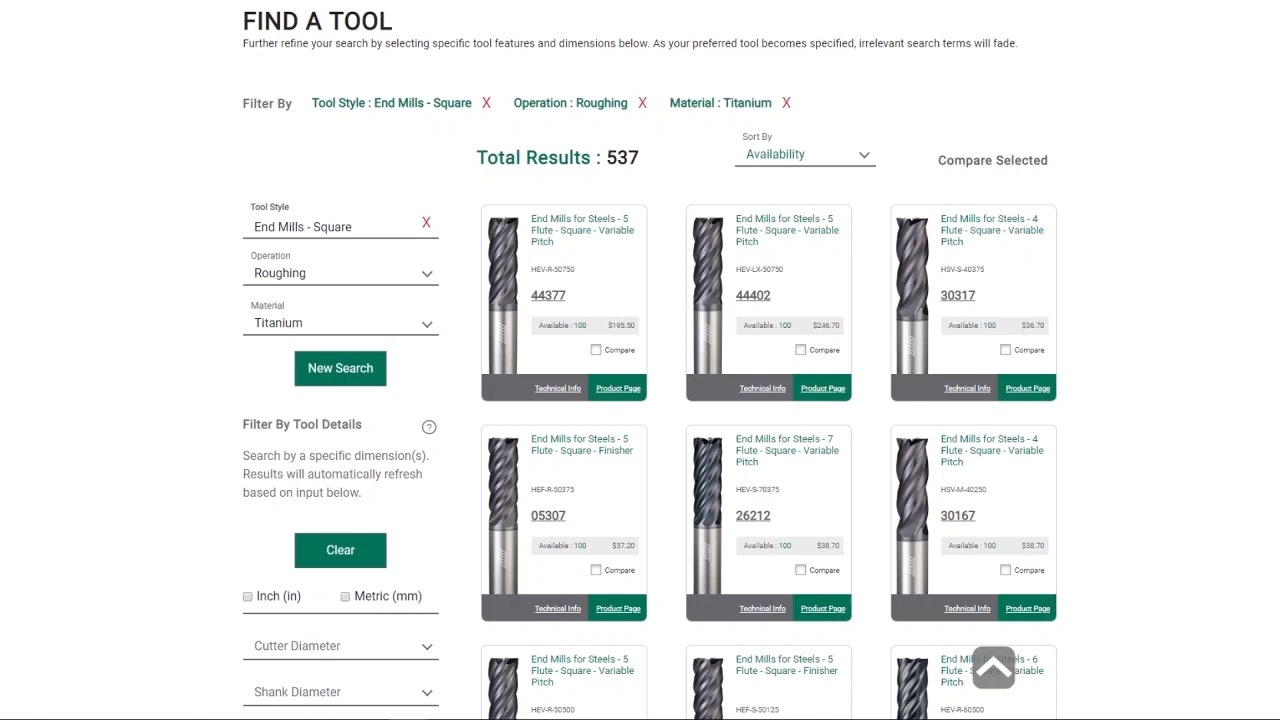 FIND A TOOL
Further refine your search by selecting specific tool features and dimensions below. As your preferred tool becomes specified, irrelevant search terms will fade.
Filter By Tool Style : End Mills - Square X Operation : Roughing X Material : Titanium X
Total Results : 537
Sort By
Availability
Compare Selected
Tool Style
End Mills - Square X
Operation
Roughing
Material
Titanium
New Search
Filter By Tool Details ?
Search by a specific dimension(s).
Results will automatically refresh
based on input below.
Clear
Inch (in) Metric (mm)
Cutter Diameter
Shank Diameter
End Mills for Steels - 5
Flute - Square - Variable
Pitch
HEV-R-50750
44377
Available : 100 $195.50
Compare
Technical Info Product Page
End Mills for Steels - 5
Flute - Square - Variable
Pitch
HEV-LX-50750
44402
Available : 100 $246.70
Compare
Technical Info Product Page
End Mills for Steels - 4
Flute - Square - Variable
Pitch
HSV-S-40375
30317
Available : 100 $36.70
Compare
Technical Info Product Page
End Mills for Steels - 5
Flute - Square - Finisher
HEF-R-50375
05307
Available : 100 $37.20
Compare
Technical Info Product Page
End Mills for Steels - 7
Flute - Square - Variable
Pitch
HEV-S-70375
26212
Available : 100 $38.70
Compare
Technical Info Product Page
End Mills for Steels - 4
Flute - Square - Variable
Pitch
HSV-M-40250
30167
Available : 100 $38.70
Compare
Technical Info Product Page
End Mills for Steels - 5
Flute - Square - Variable
Pitch
HEV-R-50500
End Mills for Steels - 5
Flute - Square - Finisher
HEF-S-50125
End Mills for Steels - 6
Flute - Square - Variable
Pitch
HEV-R-60500